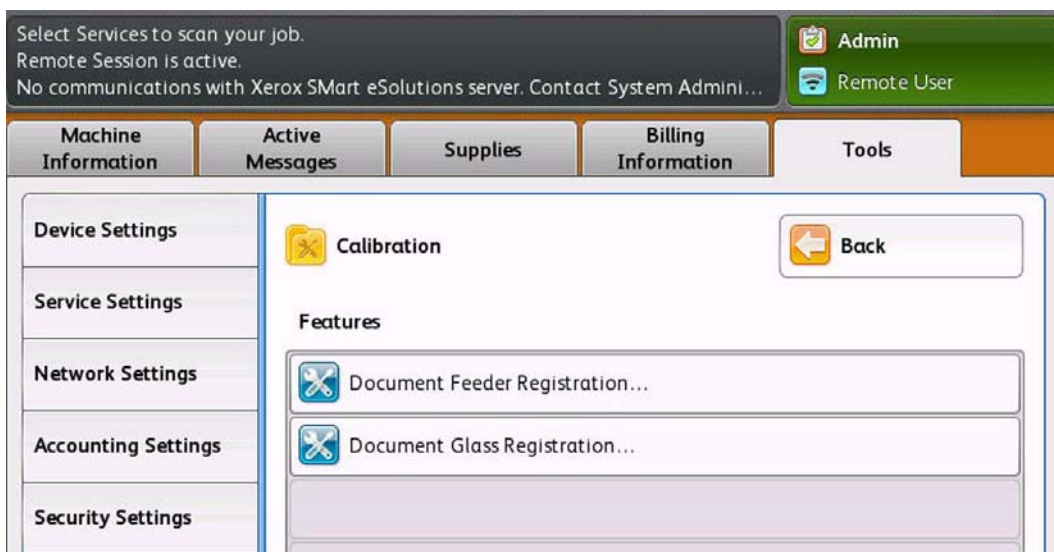 Select Services to scan your job.
Remote Session is active.
No communications with Xerox SMart eSolutions server. Contact System Admini...
Admin
Remote User
Machine
Information
Active
Messages
Supplies
Billing
Information
Tools
Device Settings
Service Settings
Network Settings
Accounting Settings
Security Settings
Calibration
Back
Features
Document Feeder Registration...
Document Glass Registration...